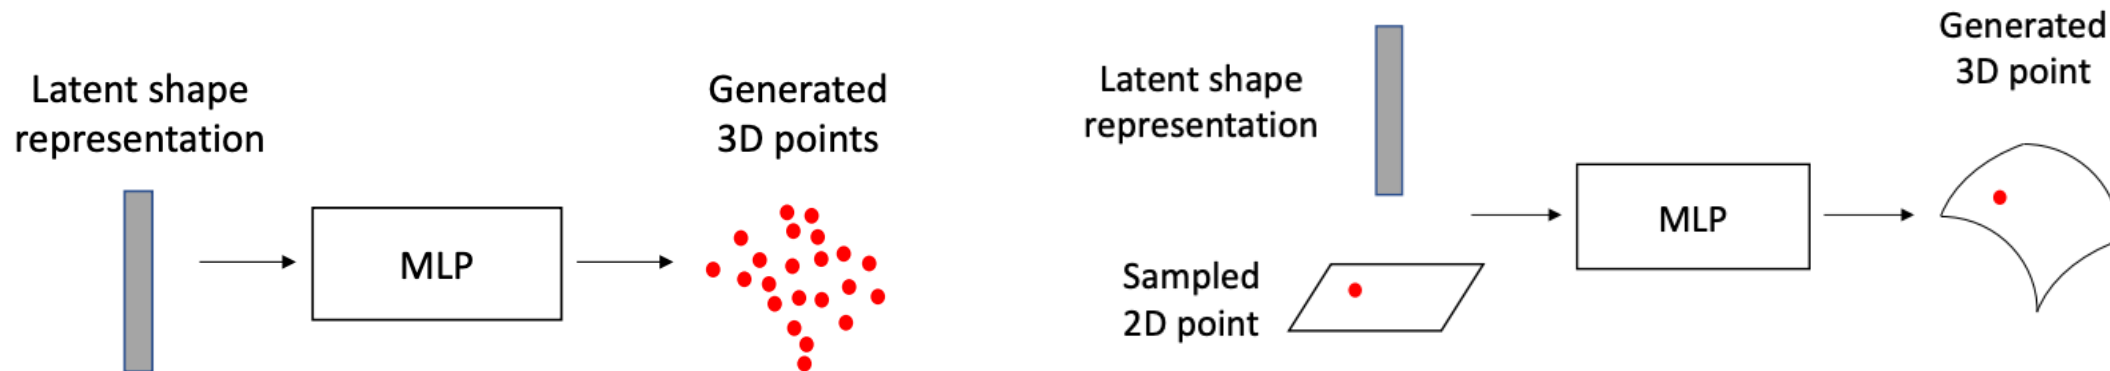 Latent shape
representation
MLP
Generated
3D points
Latent shape
representation
Sampled
2D point
MLP
Generated
3D point